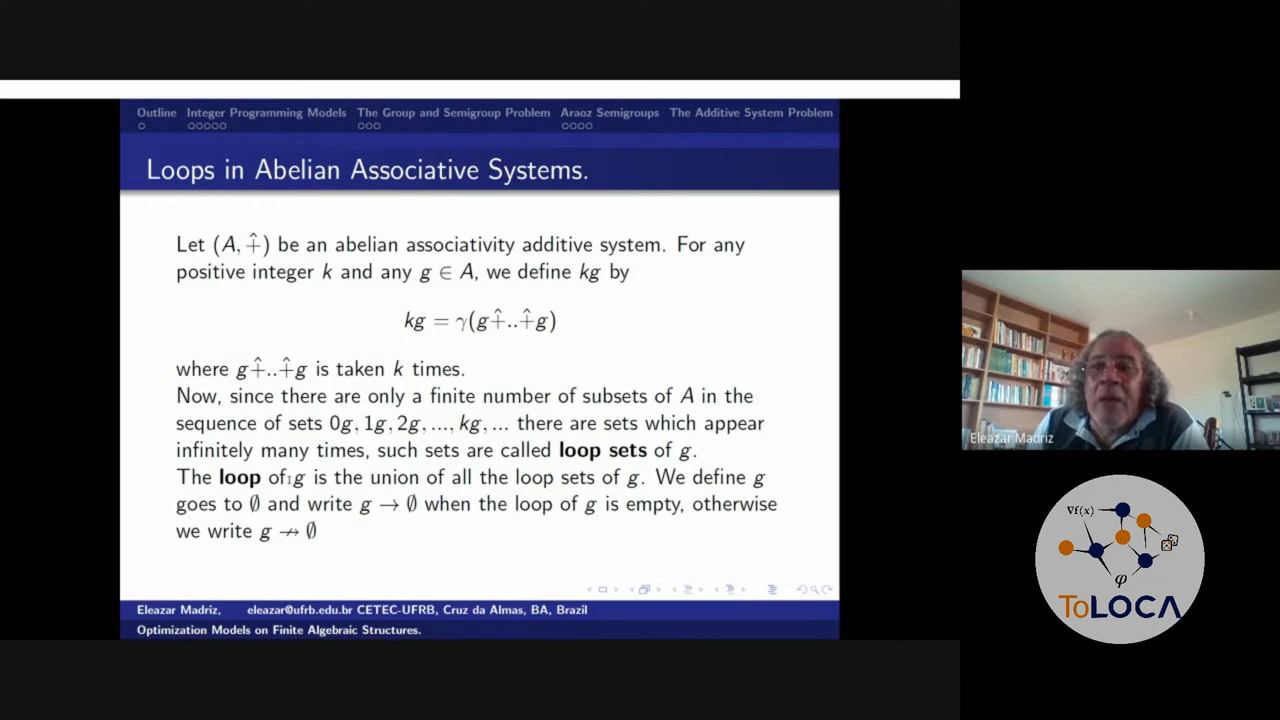 Outline Integer Programming Models The Group and Semigroup Problem Araoz Semigroups The Additive System Problem
Loops in Abelian Associative Systems.
Let (A, +̂) be an abelian associativity additive system. For any
positive integer k and any g ∈ A, we define kg by
kg = γ(g+̂..+̂g)
where g+̂..+̂g is taken k times.
Now, since there are only a finite number of subsets of A in the
sequence of sets 0g, 1g, 2g, ..., kg, ... there are sets which appear
infinitely many times, such sets are called loop sets of g.
The loop of g is the union of all the loop sets of g. We define g
goes to ∅ and write g → ∅ when the loop of g is empty, otherwise
we write g ↛ ∅
Eleazar Madriz, eleazar@ufrb.edu.br CETEC-UFRB, Cruz da Almas, BA, Brazil
Optimization Models on Finite Algebraic Structures.
Eleazar Madriz
∇f(x)
φ
ToLOCA